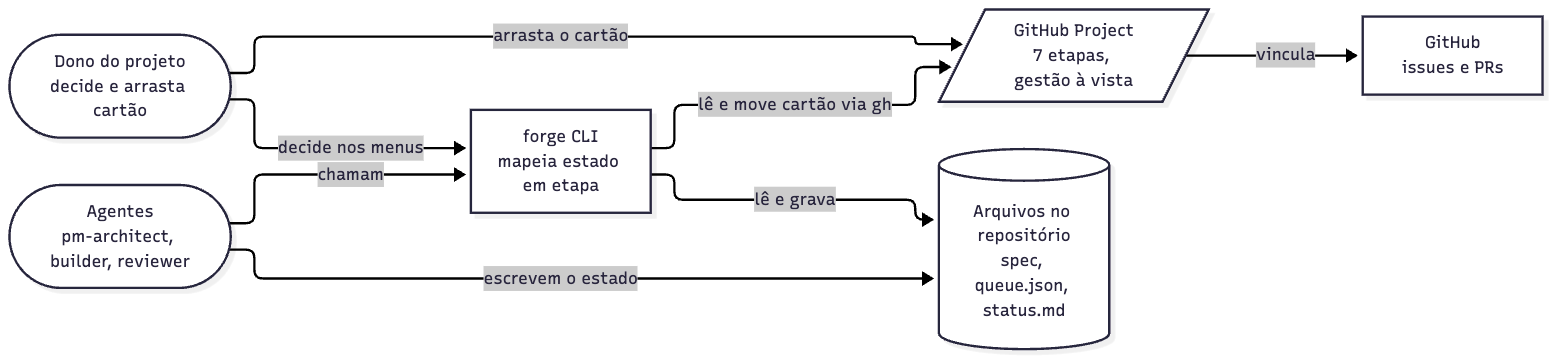 Dono do projeto
decide e arrasta
cartão
arrasta o cartão
GitHub Project
7 etapas,
gestão à vista
vincula
GitHub
issues e PRs
decide nos menus
chamam
forge CLI
mapeia estado
em etapa
lê e move cartão via gh
lê e grava
Agentes
pm-architect,
builder, reviewer
escrevem o estado
Arquivos no
repositório
spec,
queue.json,
status.md